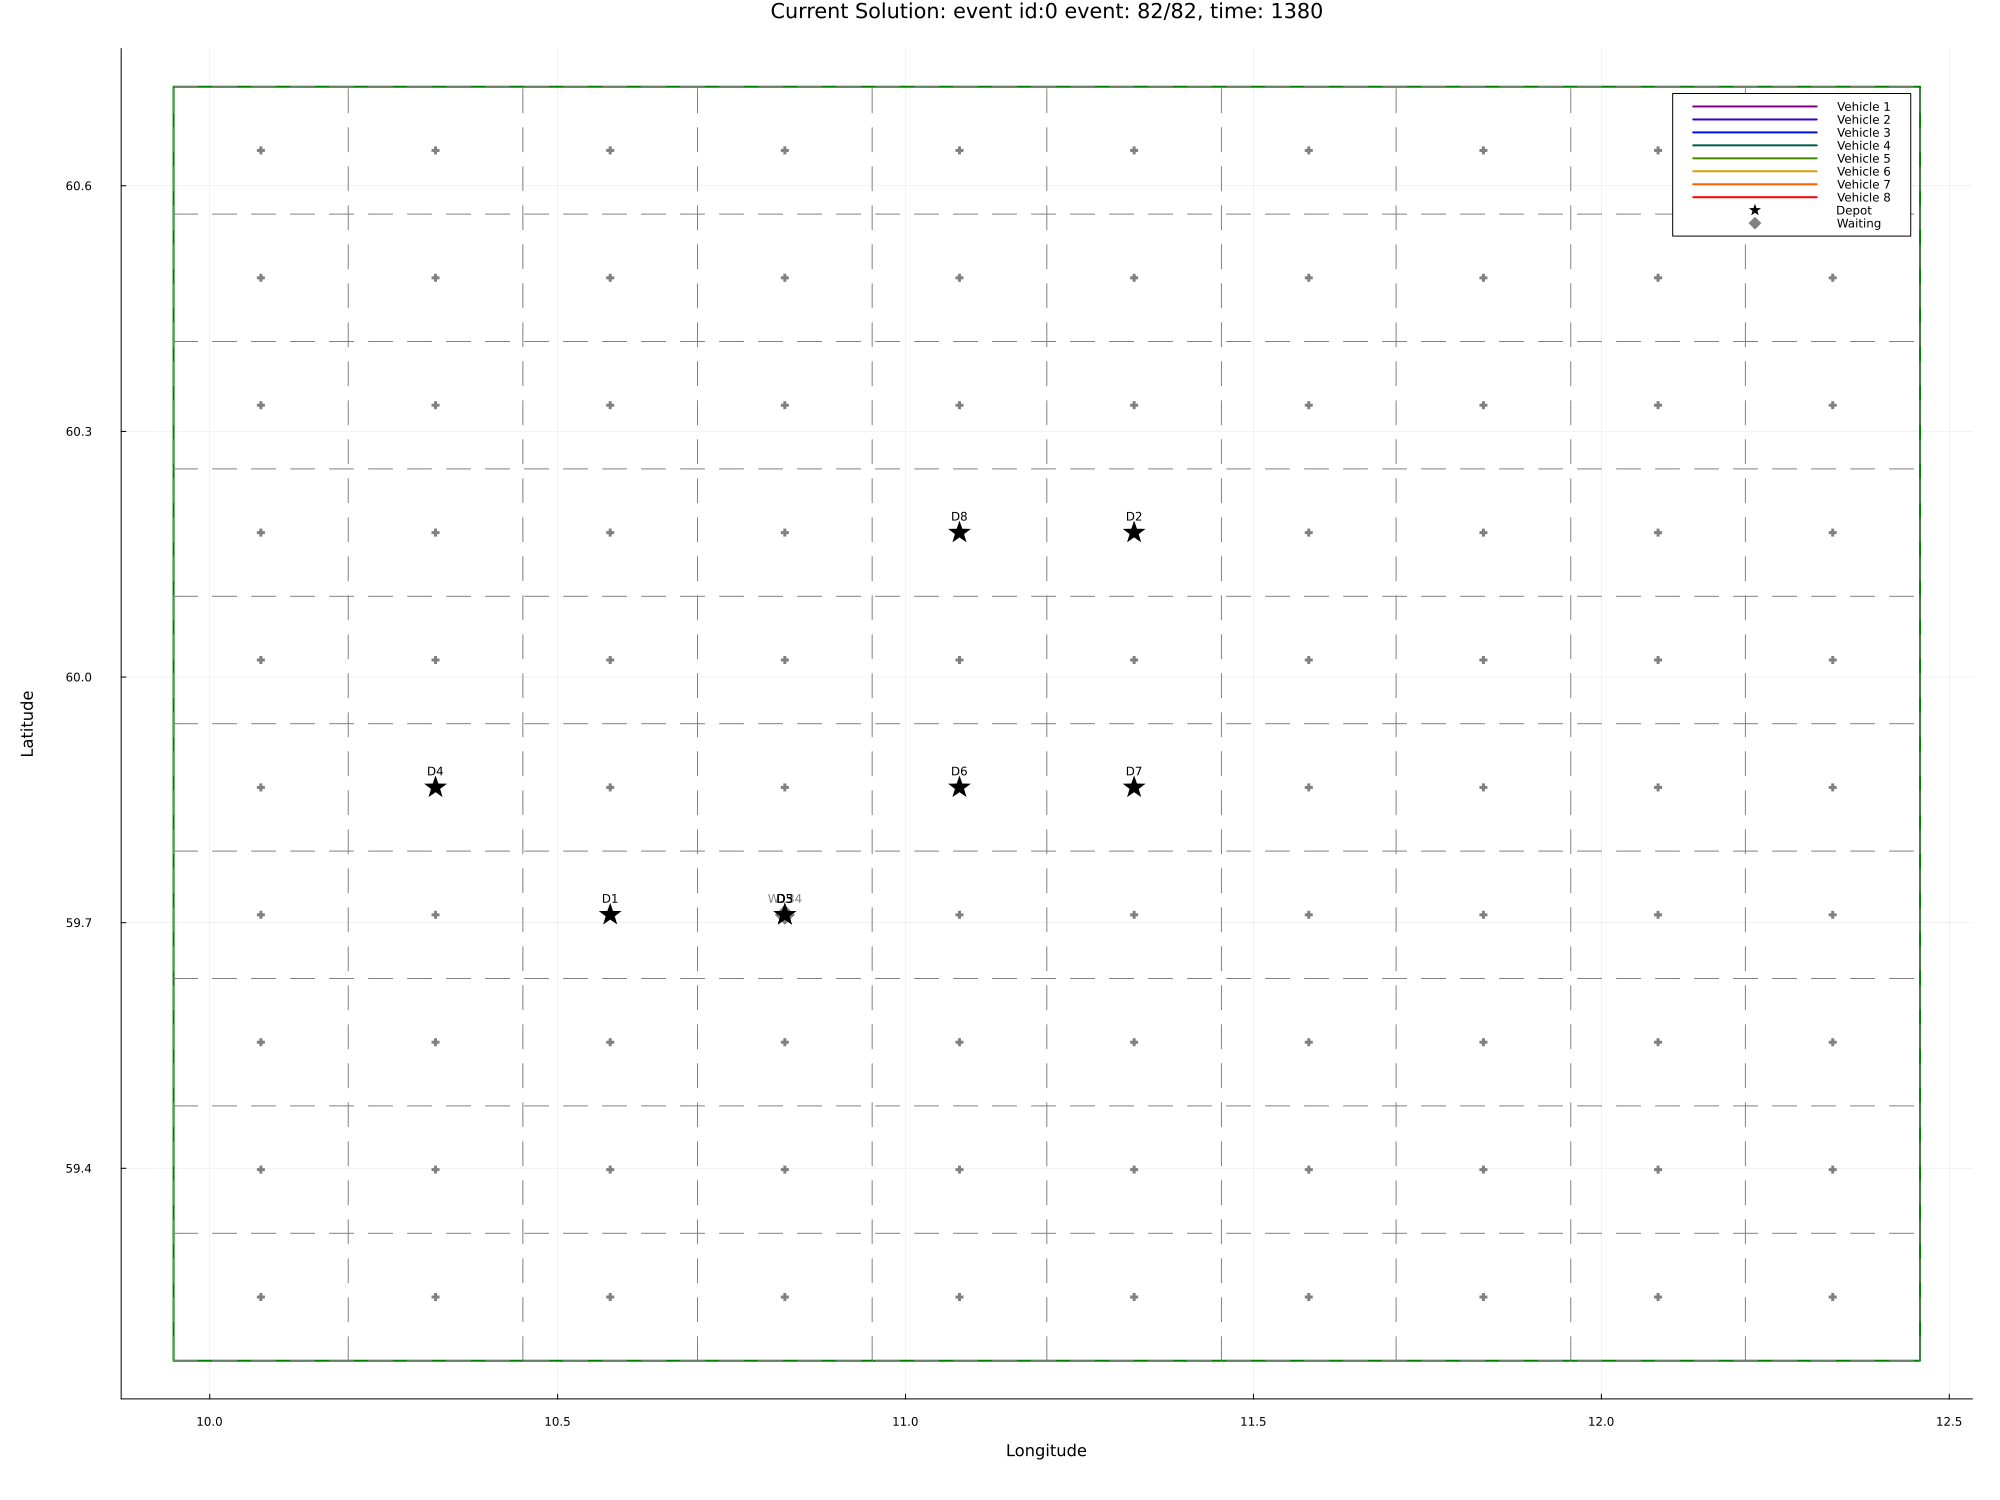 Current Solution: event id:0 event: 82/82, time: 1380
Vehicle 1
Vehicle 2
Vehicle 3
Vehicle 4
Vehicle 5
Vehicle 6
Vehicle 7
Vehicle 8
Depot
Waiting
60.6
60.3
60.0
59.7
59.4
Latitude
D8
D2
D4
D6
D7
D1
10.0
10.5
11.0
11.5
12.0
12.5
Longitude